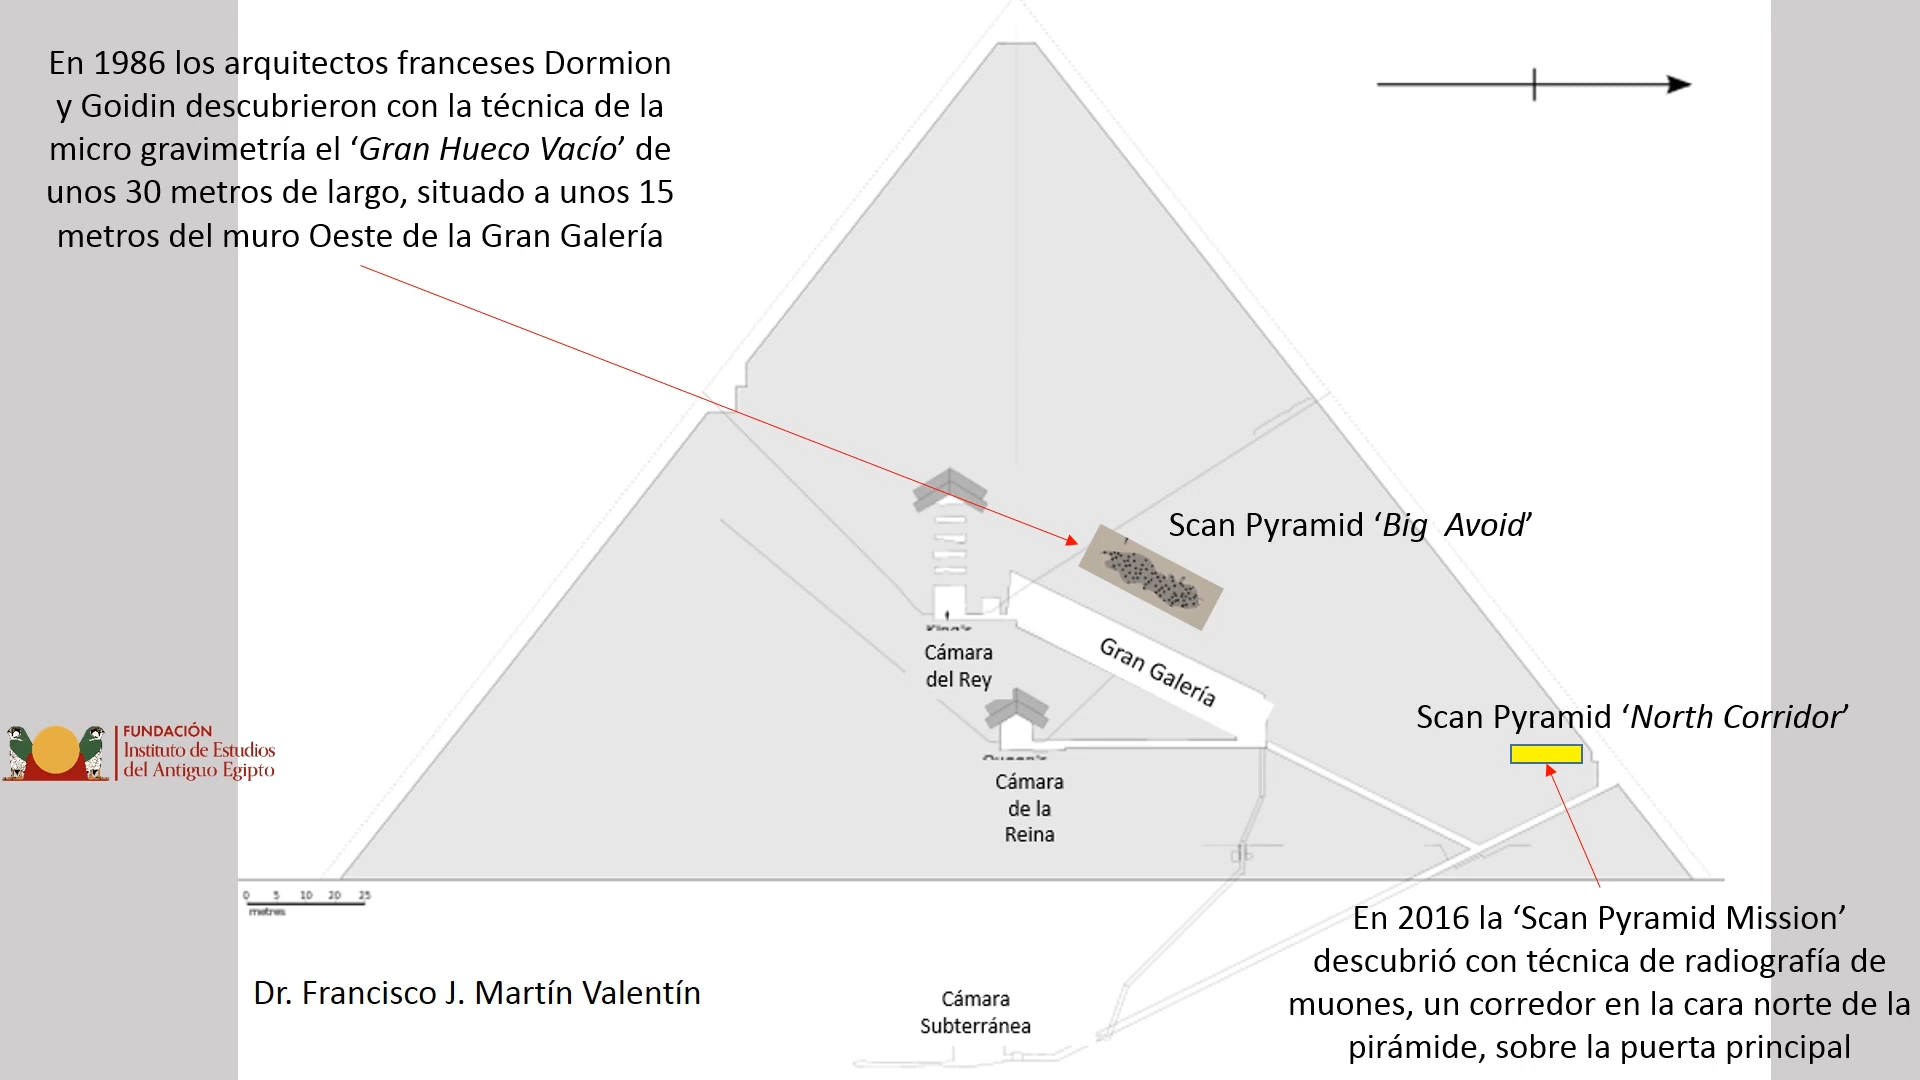 En 1986 los arquitectos franceses Dormion
y Goidin descubrieron con la técnica de la
micro gravimetría el ‘Gran Hueco Vacío’ de
unos 30 metros de largo, situado a unos 15
metros del muro Oeste de la Gran Galería
Scan Pyramid ‘Big Avoid’
Cámara
del Rey
Gran Galería
Scan Pyramid ‘North Corridor’
FUNDACIÓN
Instituto de Estudios
del Antiguo Egipto
Cámara
de la
Reina
0 5 10 20 25
metres
En 2016 la ‘Scan Pyramid Mission’
descubrió con técnica de radiografía de
muones, un corredor en la cara norte de la
pirámide, sobre la puerta principal
Dr. Francisco J. Martín Valentín
Cámara
Subterránea